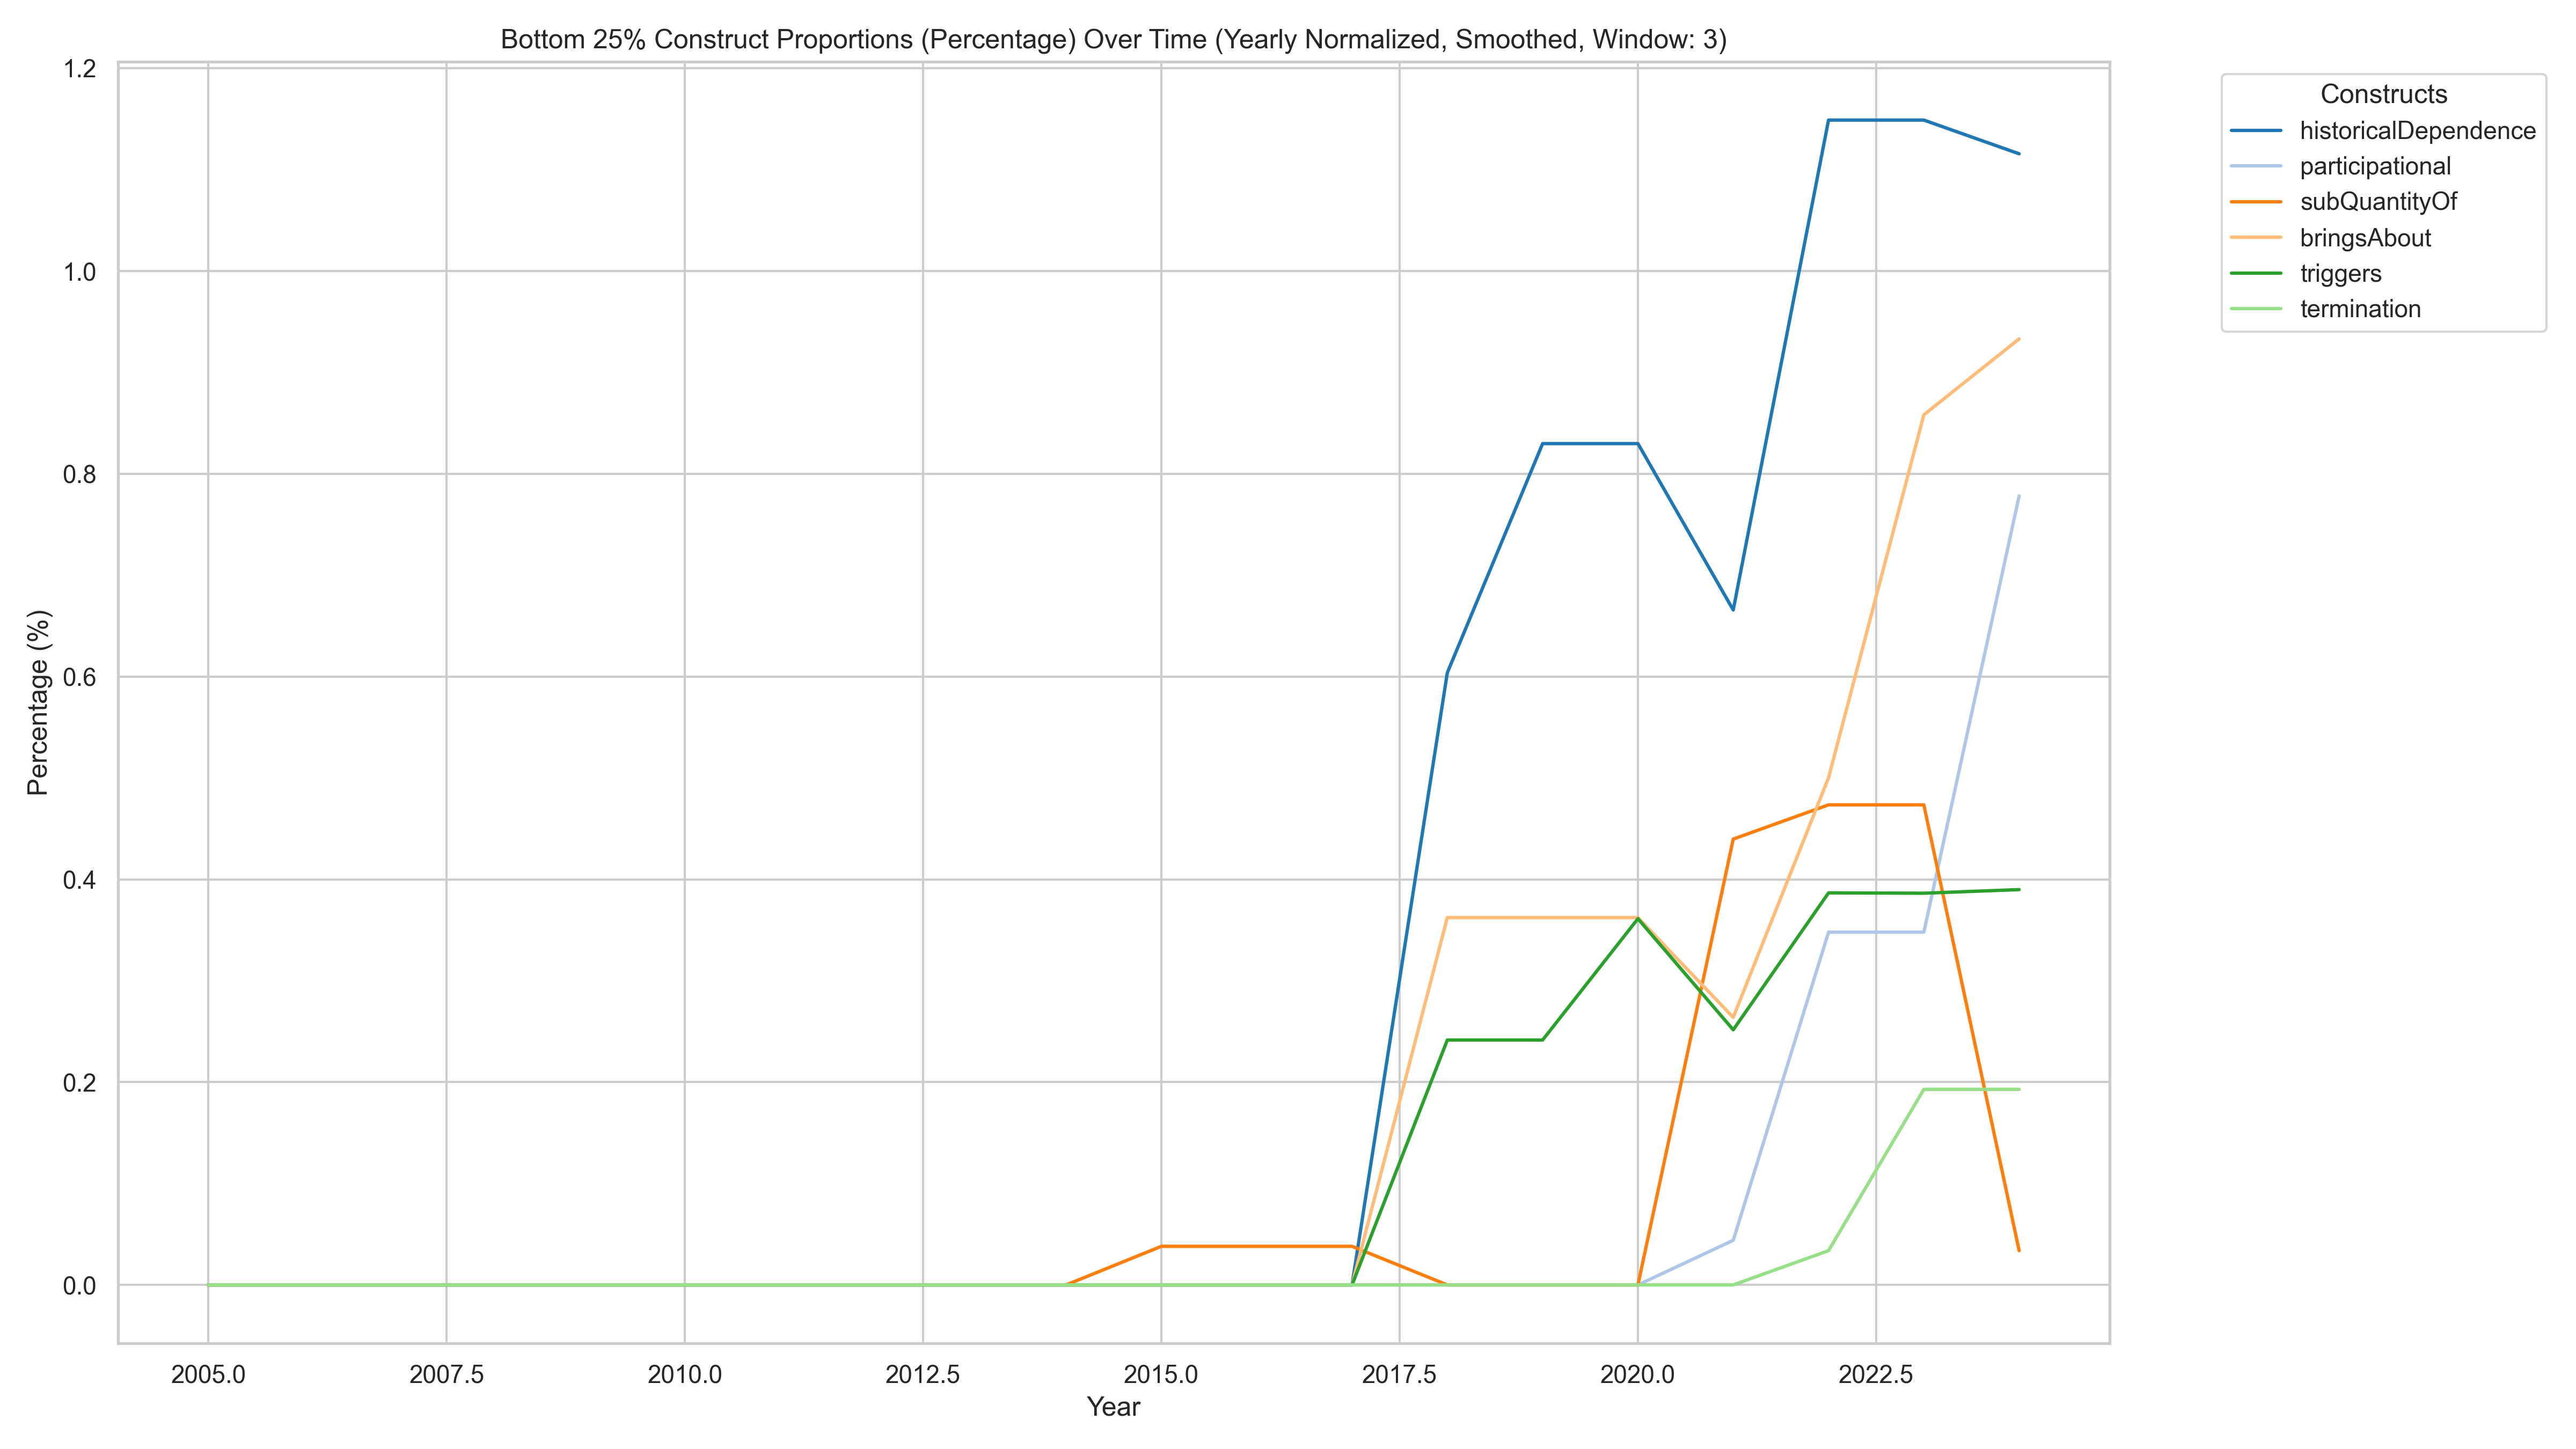 Bottom 25% Construct Proportions (Percentage) Over Time (Yearly Normalized, Smoothed, Window: 3)
Constructs
historicalDependence
participational
subQuantityOf
bringsAbout
triggers
termination
Percentage (%)
1.2
1.0
0.8
0.6
0.4
0.2
0.0
2005.0 2007.5 2010.0 2012.5 2015.0 2017.5 2020.0 2022.5
Year